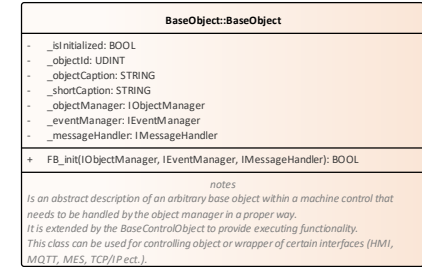 BaseObject::BaseObject
- _isInitialized: BOOL
- _objectId: UDINT
- _objectCaption: STRING
- _shortCaption: STRING
- _objectManager: IObjectManager
- _eventManager: IEventManager
- _messageHandler: IMessageHandler
+ FB_init(IObjectManager, IEventManager, IMessageHandler): BOOL
notes
Is an abstract description of an arbitrary base object within a machine control that
needs to be handled by the object manager in a proper way.
It is extended by the BaseControlObject to provide executing functionality.
This class can be used for controlling object or wrapper of certain interfaces (HMI,
MQTT, MES, TCP/IP ect.).